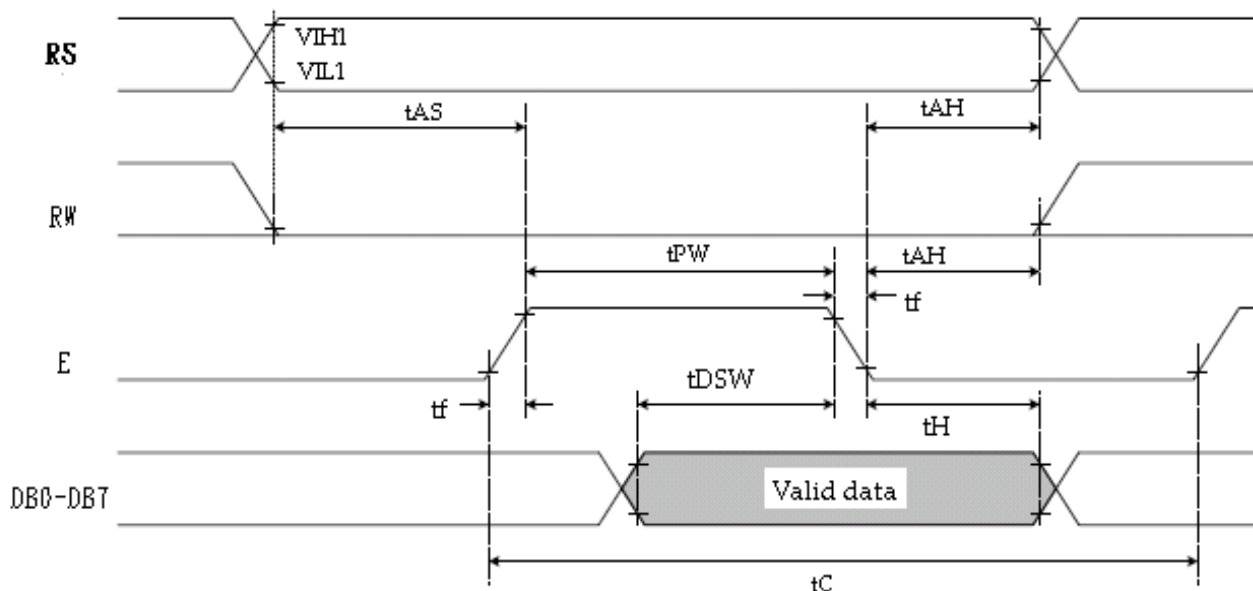 RS
VIH1
VIL1
tAS
tAH
RW
tPW
tAH
tf
E
tDSW
tf
tH
DB0-DB7
Valid data
tC